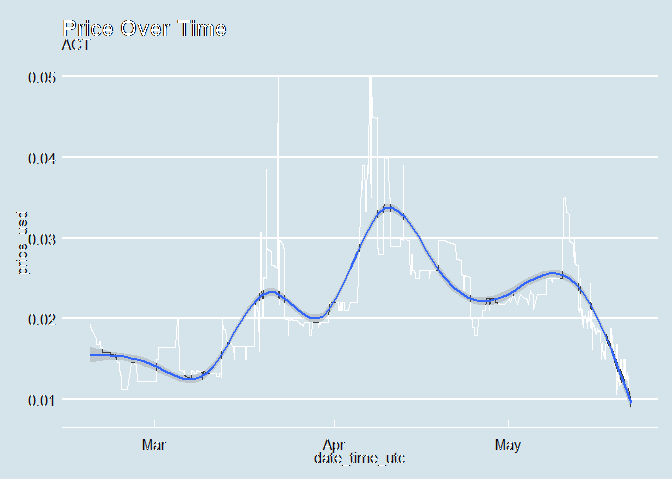 Price Over Time
ACT
0.05
0.04
0.03
0.02
0.01
price_usd
Mar
Apr
May
date_time_utc